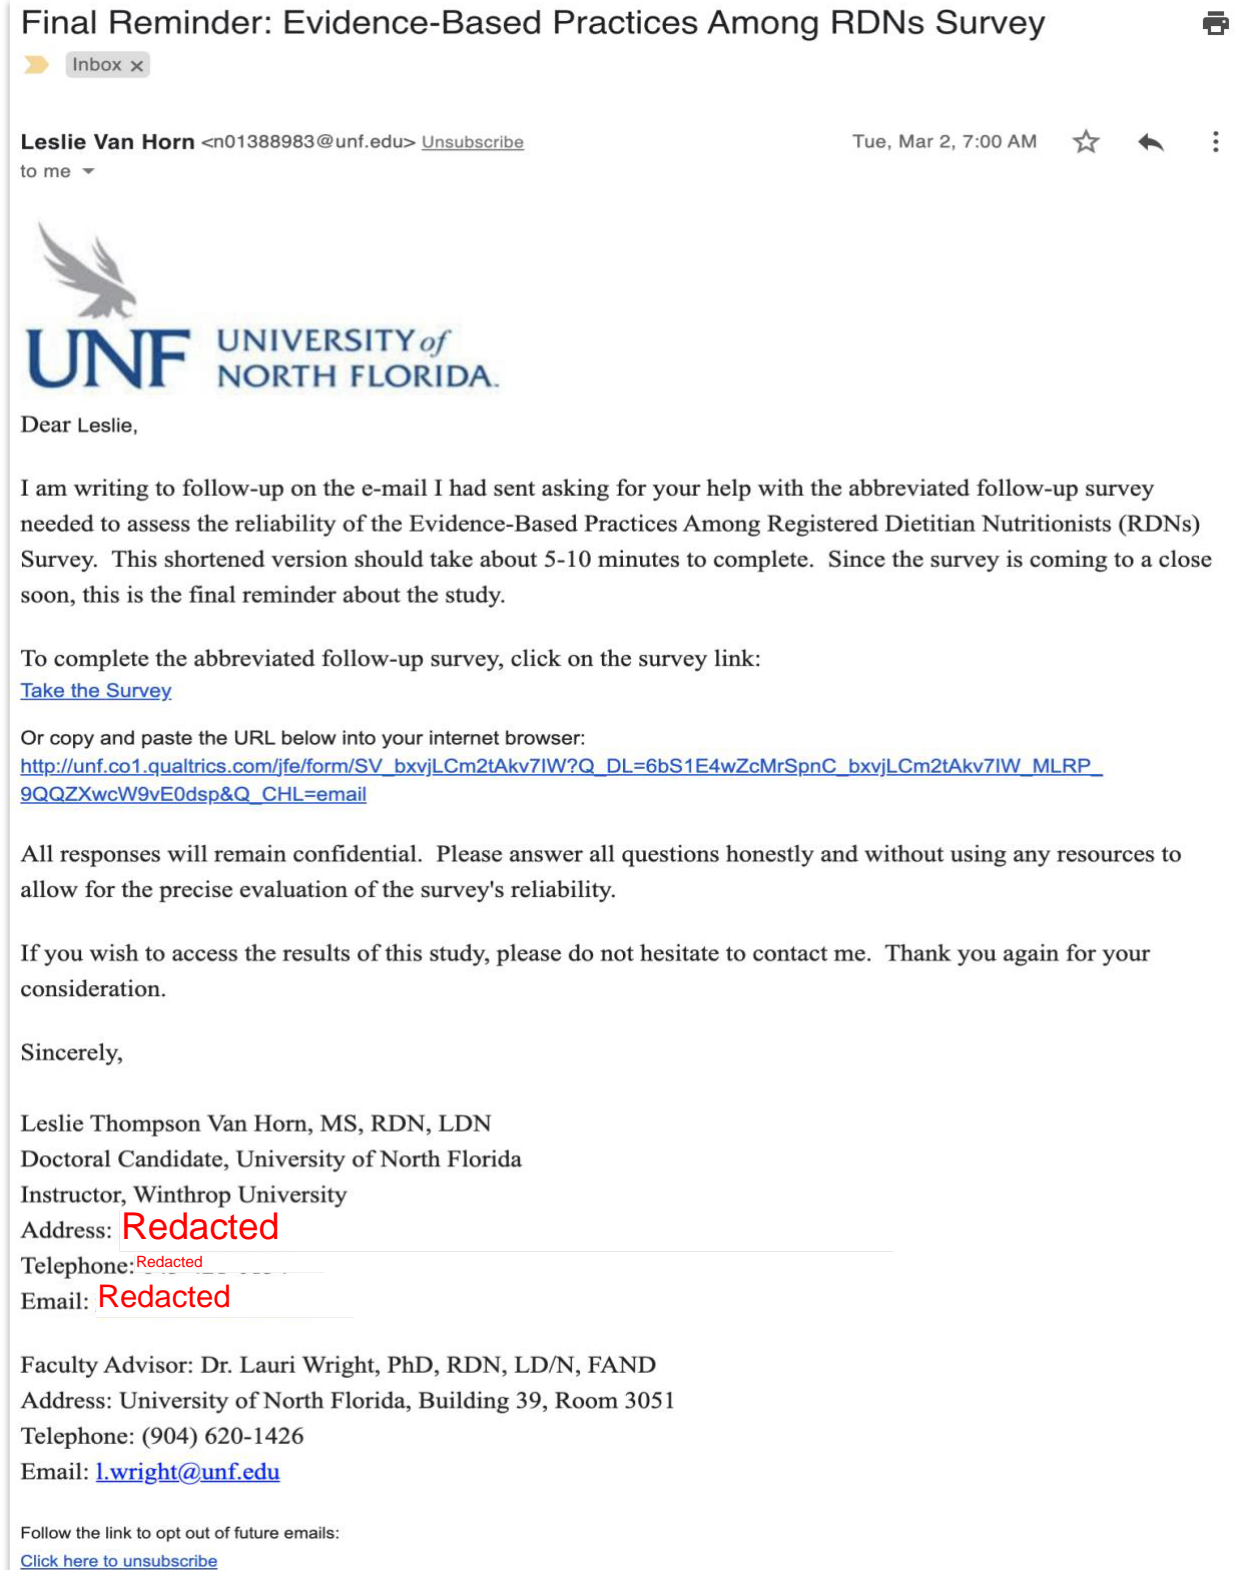 Final Reminder: Evidence-Based Practices Among RDNs Survey
Inbox x
Leslie Van Horn <n01388983@unf.edu> Unsubscribe
Tue, Mar 2, 7:00 AM
to me
UNF UNIVERSITY of
NORTH FLORIDA.
Dear Leslie,
I am writing to follow-up on the e-mail I had sent asking for your help with the abbreviated follow-up survey
needed to assess the reliability of the Evidence-Based Practices Among Registered Dietitian Nutritionists (RDNs)
Survey.  This shortened version should take about 5-10 minutes to complete.  Since the survey is coming to a close
soon, this is the final reminder about the study.
To complete the abbreviated follow-up survey, click on the survey link:
Take the Survey
Or copy and paste the URL below into your internet browser:
http://unf.co1.qualtrics.com/jfe/form/SV_bxvjLCm2tAkv7IW?Q_DL=6bS1E4wZcMrSpnC_bxvjLCm2tAkv7IW_MLRP_
9QQZXwcW9vE0dsp&Q_CHL=email
All responses will remain confidential.  Please answer all questions honestly and without using any resources to
allow for the precise evaluation of the survey's reliability.
If you wish to access the results of this study, please do not hesitate to contact me.  Thank you again for your
consideration.
Sincerely,
Leslie Thompson Van Horn, MS, RDN, LDN
Doctoral Candidate, University of North Florida
Instructor, Winthrop University
Address: Redacted
Telephone: Redacted
Email: Redacted
Faculty Advisor: Dr. Lauri Wright, PhD, RDN, LD/N, FAND
Address: University of North Florida, Building 39, Room 3051
Telephone: (904) 620-1426
Email: l.wright@unf.edu
Follow the link to opt out of future emails:
Click here to unsubscribe